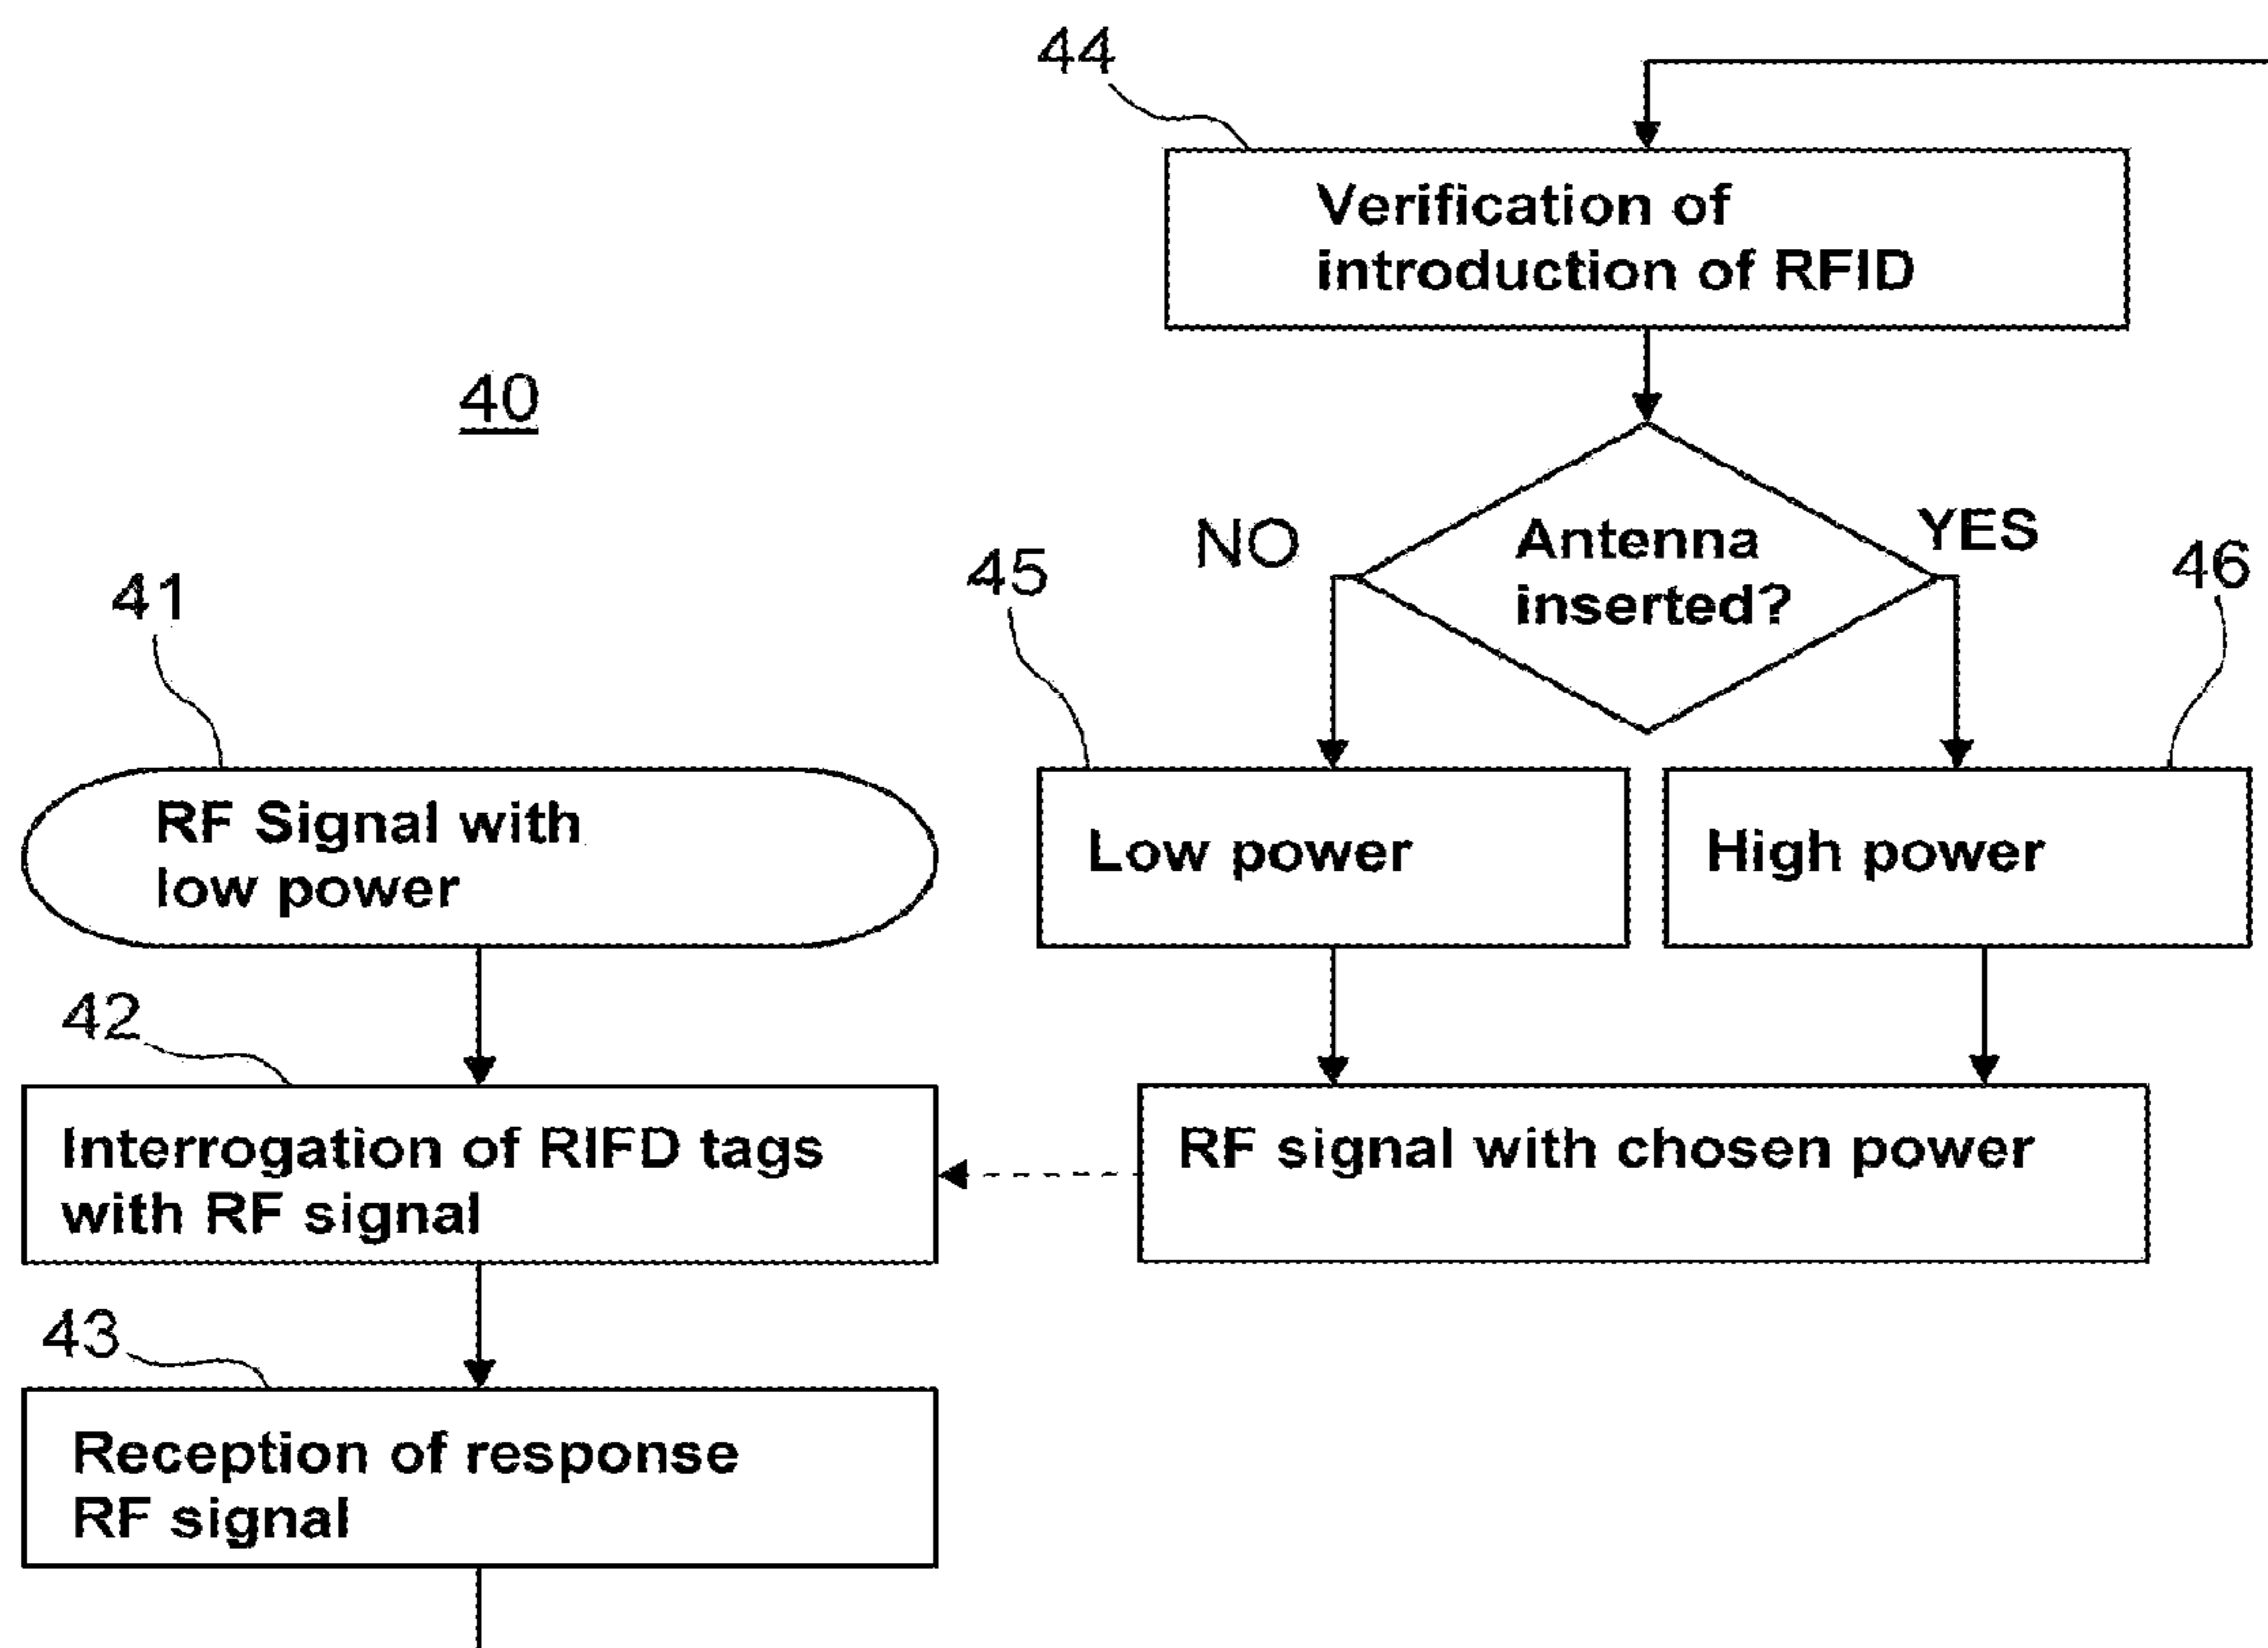 44
Verification of
introduction of RFID
40
NO
Antenna
inserted?
YES
45
46
41
RF Signal with
low power
Low power
High power
42
Interrogation of RIFD tags
with RF signal
RF signal with chosen power
43
Reception of response
RF signal